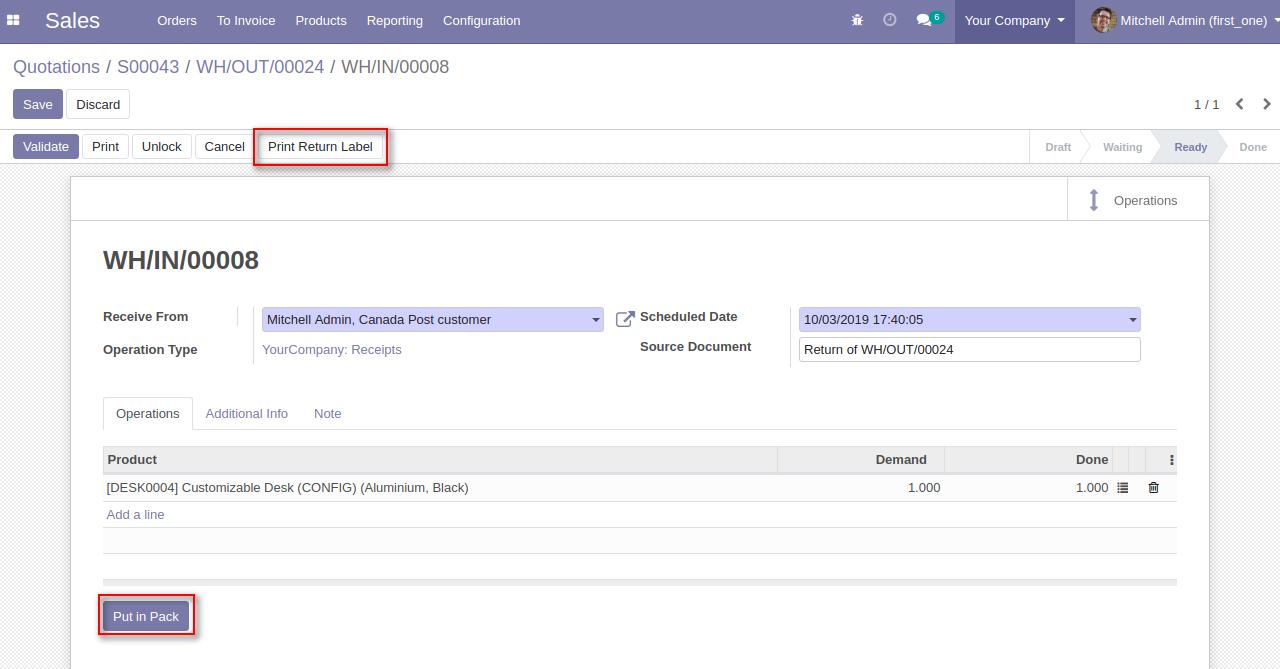 Sales Orders To Invoice Products Reporting Configuration 6 Your Company Mitchell Admin (first_one)
Quotations / S00043 / WH/OUT/00024 / WH/IN/00008
Save Discard 1 / 1
Validate Print Unlock Cancel Print Return Label Draft Waiting Ready Done
Operations
WH/IN/00008
Receive From Mitchell Admin, Canada Post customer Scheduled Date 10/03/2019 17:40:05
Operation Type YourCompany: Receipts Source Document Return of WH/OUT/00024
Operations Additional Info Note
Product Demand Done
[DESK0004] Customizable Desk (CONFIG) (Aluminium, Black) 1.000 1.000
Add a line
Put in Pack